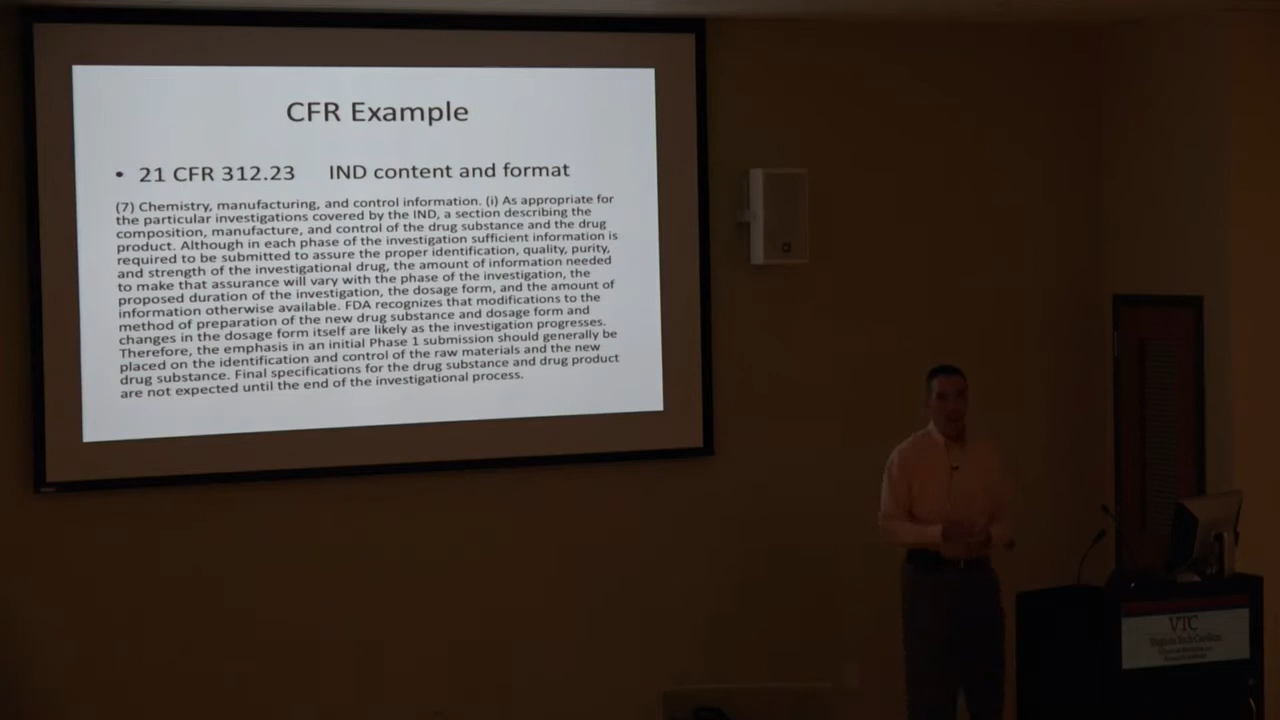 CFR Example
• 21 CFR 312.23 IND content and format
(7) Chemistry, manufacturing, and control information. (i) As appropriate for
the particular investigations covered by the IND, a section describing the
composition, manufacture, and control of the drug substance and the drug
product. Although in each phase of the investigation sufficient information is
required to be submitted to assure the proper identification, quality, purity,
and strength of the investigational drug, the amount of information needed
to make that assurance will vary with the phase of the investigation, the
proposed duration of the investigation, the dosage form, and the amount of
information otherwise available. FDA recognizes that modifications to the
method of preparation of the new drug substance and dosage form and
changes in the dosage form itself are likely as the investigation progresses.
Therefore, the emphasis in an initial Phase 1 submission should generally be
placed on the identification and control of the raw materials and the new
drug substance. Final specifications for the drug substance and drug product
are not expected until the end of the investigational process.
VTC
VirginiaTechCarilion